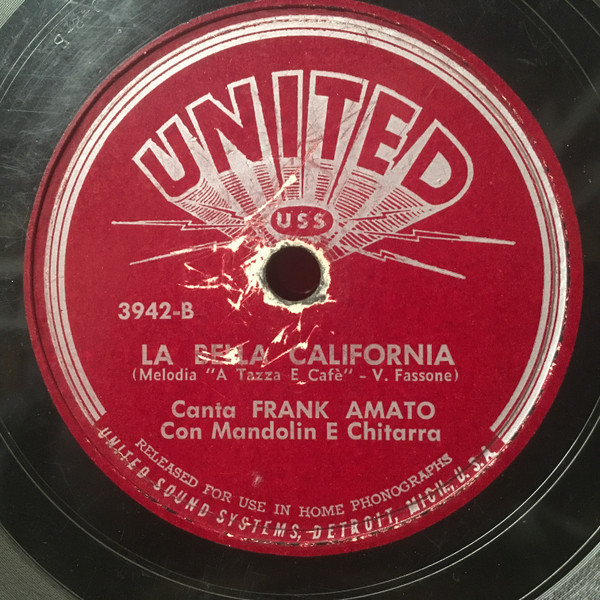 UNITED
USS
3942-B
LA BELLA CALIFORNIA
(Melodia "A Tazza E Cafè" - V. Fassone)
Canta FRANK AMATO
Con Mandolin E Chitarra
RELEASED FOR USE IN HOME PHONOGRAPHS
UNITED SOUND SYSTEMS, DETROIT, MICH. U.S.A.